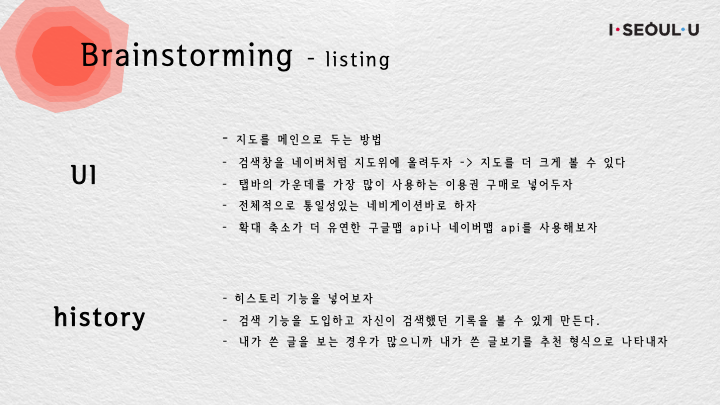 I·SEOUL·U
Brainstorming - listing
UI
- 지도를 메인으로 두는 방법
- 검색창을 네이버처럼 지도위에 올려두자 -> 지도를 더 크게 볼 수 있다
- 탭바의 가운데를 가장 많이 사용하는 이용권 구매로 넣어두자
- 전체적으로 통일성있는 네비게이션바로 하자
- 확대 축소가 더 유연한 구글맵 api나 네이버맵 api를 사용해보자
history
- 히스토리 기능을 넣어보자
- 검색 기능을 도입하고 자신이 검색했던 기록을 볼 수 있게 만든다.
- 내가 쓴 글을 보는 경우가 많으니까 내가 쓴 글보기를 추천 형식으로 나타내자